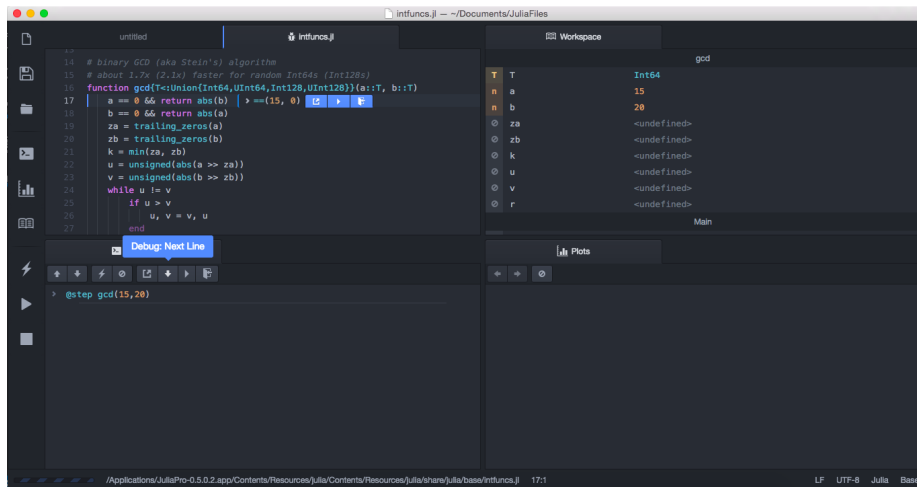 intfuncs.jl — ~/Documents/JuliaFiles
untitled
intfuncs.jl
Workspace
14 # binary GCD (aka Stein's) algorithm
15 # about 1.7x (2.1x) faster for random Int64s (Int128s)
16 function gcd{T<:Union{Int64,UInt64,Int128,UInt128}}(a::T, b::T)
17 a == 0 && return abs(b) > ==(15, 0)
18 b == 0 && return abs(a)
19 za = trailing_zeros(a)
20 zb = trailing_zeros(b)
21 k = min(za, zb)
22 u = unsigned(abs(a >> za))
23 v = unsigned(abs(b >> zb))
24 while u != v
25 if u > v
26 u, v = v, u
27 end
gcd
T T Int64
n a 15
n b 20
za <undefined>
zb <undefined>
k <undefined>
u <undefined>
v <undefined>
r <undefined>
Main
Debug: Next Line
Plots
> @step gcd(15,20)
/Applications/JuliaPro-0.5.0.2.app/Contents/Resources/julia/Contents/Resources/julia/share/julia/base/intfuncs.jl 17:1
LF UTF-8 Julia Base